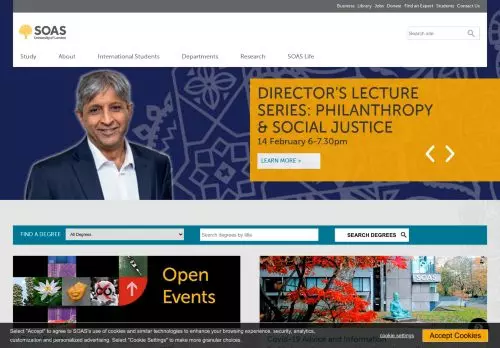 Business Library Jobs Donate Find an Expert Students Contact Us
SOAS
University of London
Search site
Study About International Students Departments Research SOAS Life
DIRECTOR'S LECTURE
SERIES: PHILANTHROPY
& SOCIAL JUSTICE
14 February 6-7.30pm
LEARN MORE »
FIND A DEGREE All Degrees Search degrees by title SEARCH DEGREES
Open
Events
Covid-19 Advice and Information
Select "Accept" to agree to SOAS's use of cookies and similar technologies to enhance your browsing experience, security, analytics,
customization and personalized advertising. Select "Cookie Settings" to make more granular choices.
cookie settings
Accept Cookies